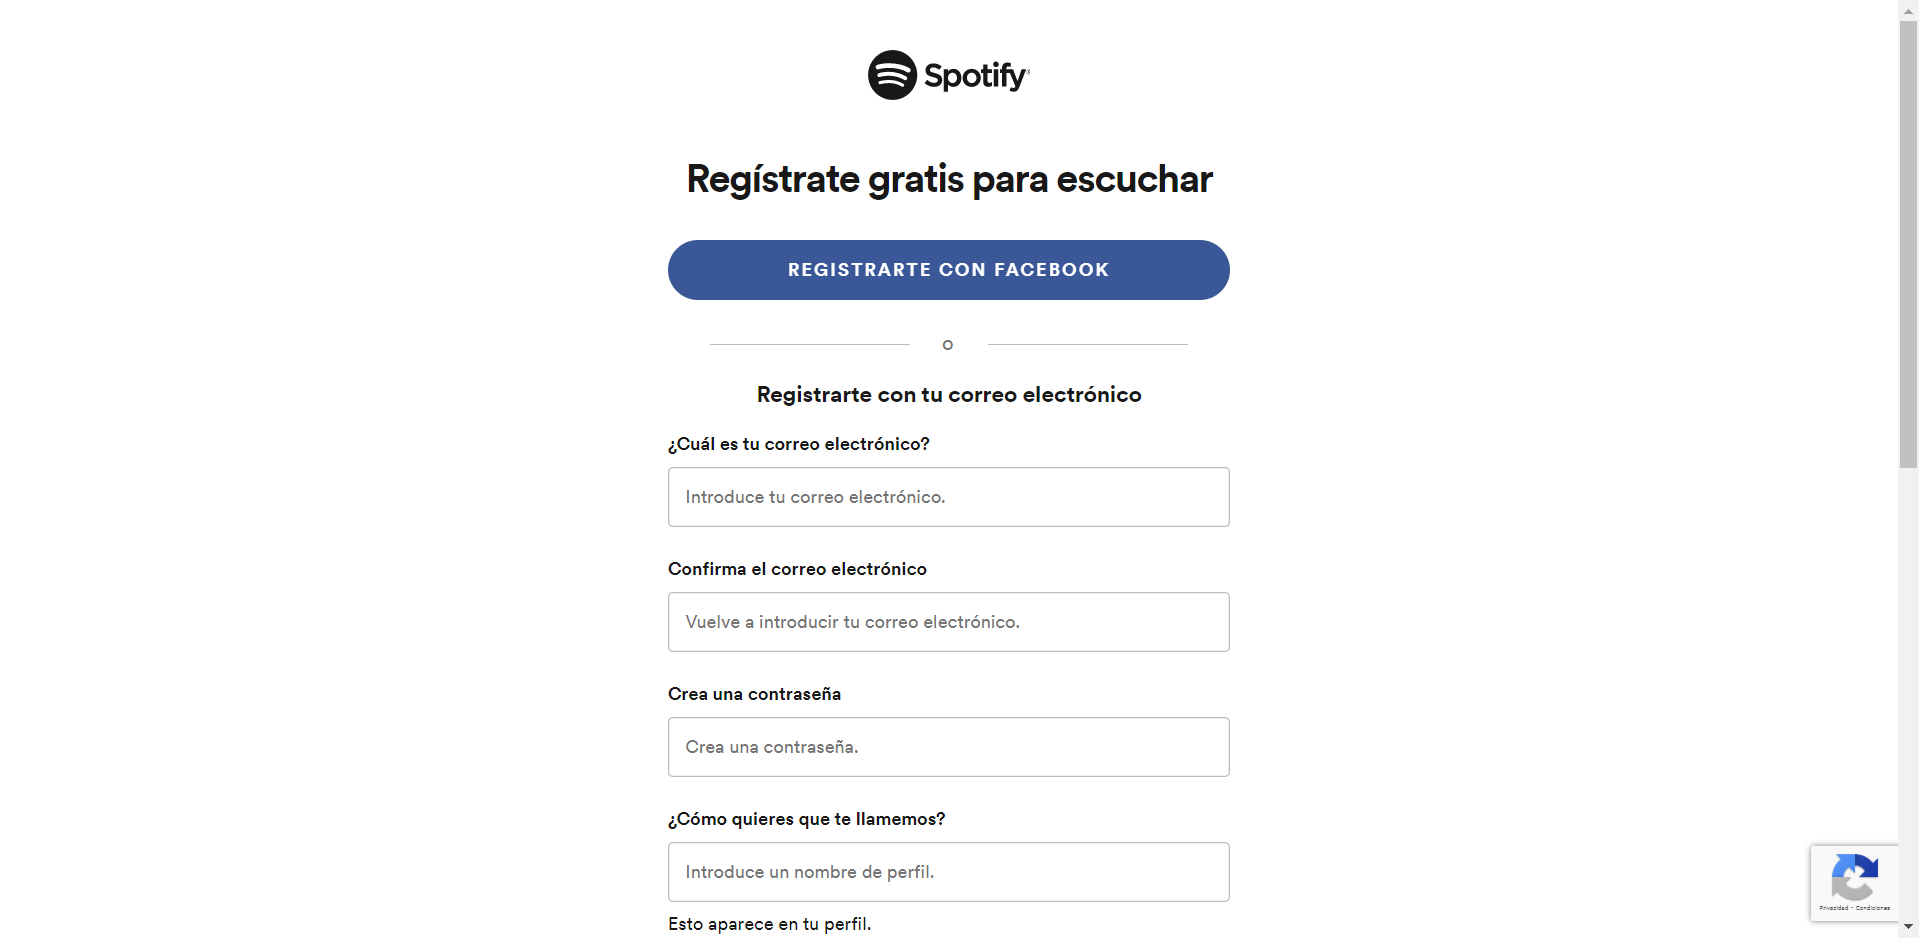 Spotify
Regístrate gratis para escuchar
REGISTRARTE CON FACEBOOK
o
Registrarte con tu correo electrónico
¿Cuál es tu correo electrónico?
Introduce tu correo electrónico.
Confirma el correo electrónico
Vuelve a introducir tu correo electrónico.
Crea una contraseña
Crea una contraseña.
¿Cómo quieres que te llamemos?
Introduce un nombre de perfil.
Esto aparece en tu perfil.
Privacidad - Condiciones